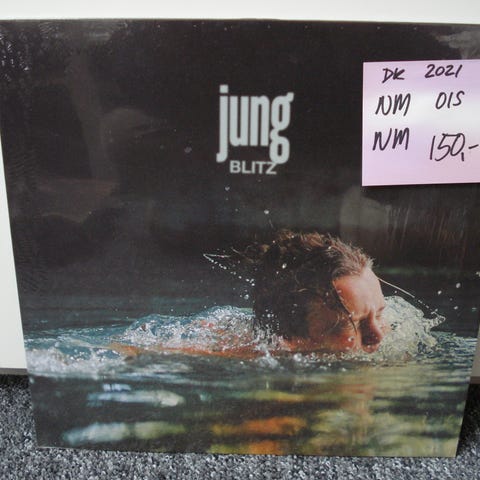 jung
BLITZ
DK 2021
NM OIS
NM 150,-